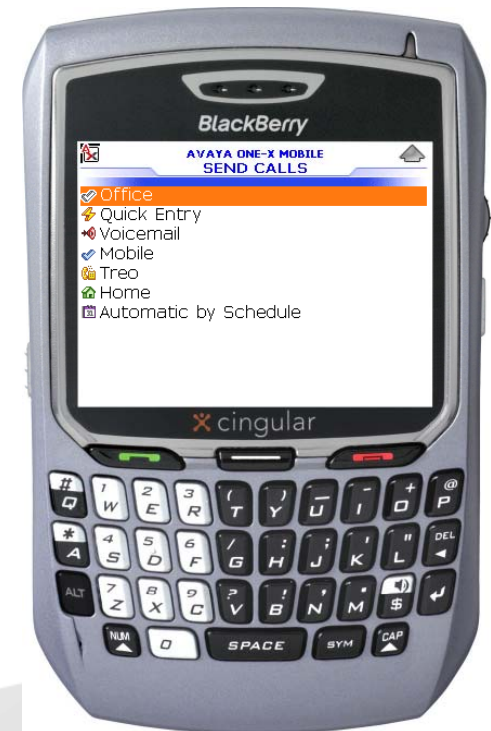 BlackBerry
AVAYA ONE-X MOBILE
SEND CALLS
Office
Quick Entry
Voicemail
Mobile
Treo
Home
Automatic by Schedule
cingular
# Q 1 W 2 E 3 R ( T ) Y _ U - I + O @ P
* A 4 S 5 D 6 F / G : H ; J ' K " L DEL
ALT 7 Z 8 X 9 C ? V ! B , N . M $
NUM 0 SPACE SYM CAP